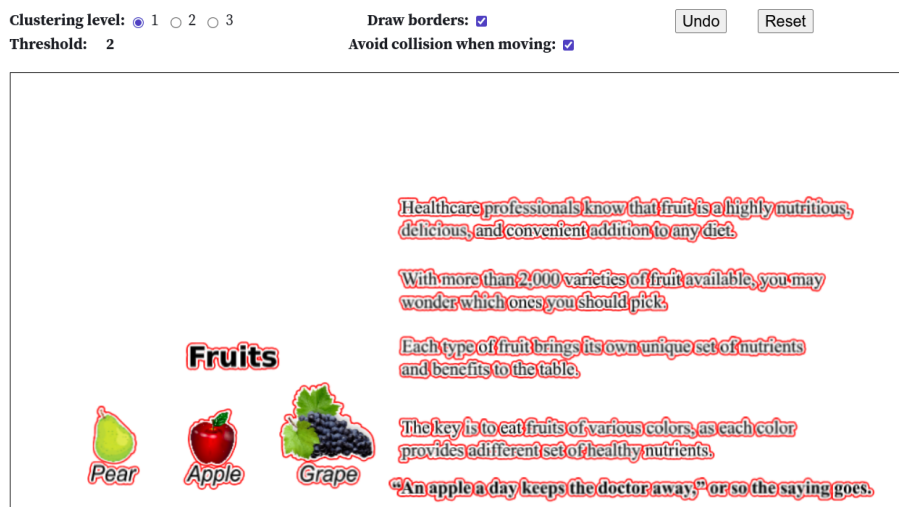 Clustering level: 1 2 3 Draw borders: Undo Reset
Threshold: 2 Avoid collision when moving:
Healthcare professionals know that fruit is a highly nutritious,
delicious, and convenient addition to any diet.
With more than 2,000 varieties of fruit available, you may
wonder which ones you should pick.
Each type of fruit brings its own unique set of nutrients
and benefits to the table.
Fruits
Pear Apple Grape
The key is to eat fruits of various colors, as each color
provides adifferent set of healthy nutrients.
“An apple a day keeps the doctor away,” or so the saying goes.